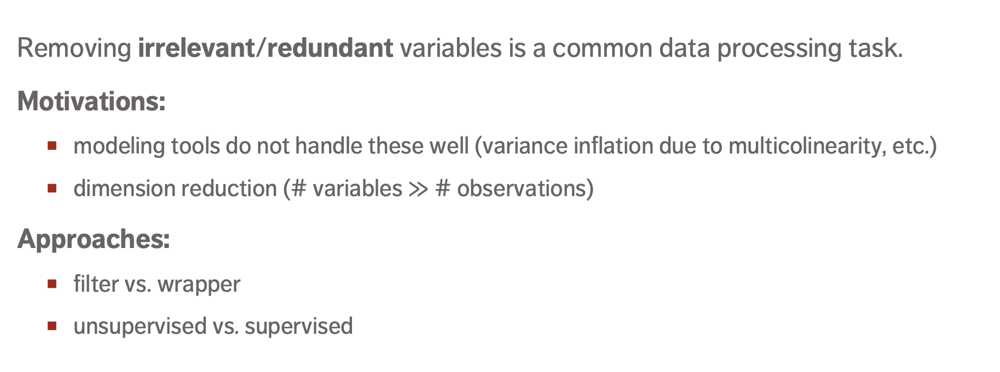 Removing irrelevant/redundant variables is a common data processing task.
Motivations:
▪ modeling tools do not handle these well (variance inflation due to multicolinearity, etc.)
▪ dimension reduction (# variables ≫ # observations)
Approaches:
▪ filter vs. wrapper
▪ unsupervised vs. supervised